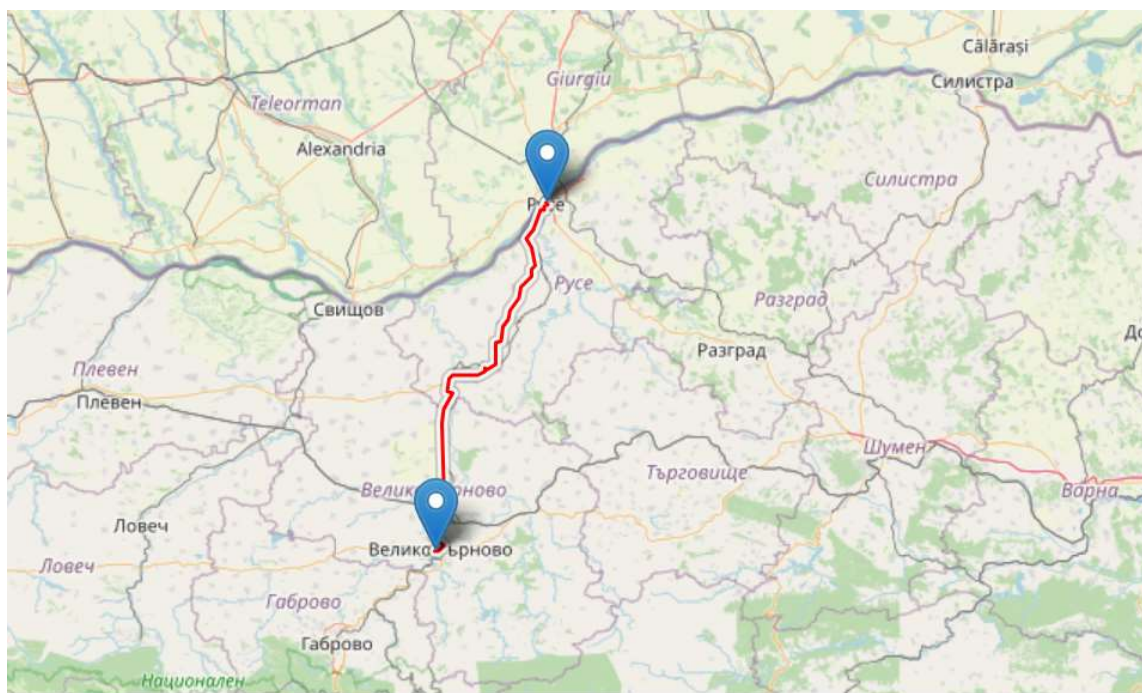 Călărași
Силистра
Giurgiu
Teleorman
Alexandria
Силистра
Русе
Свищов
Разград
Разград
Плевен
Плевен
Шумен
Търговище
Варна
Ловеч
Ловеч
Габрово
Габрово
Национален